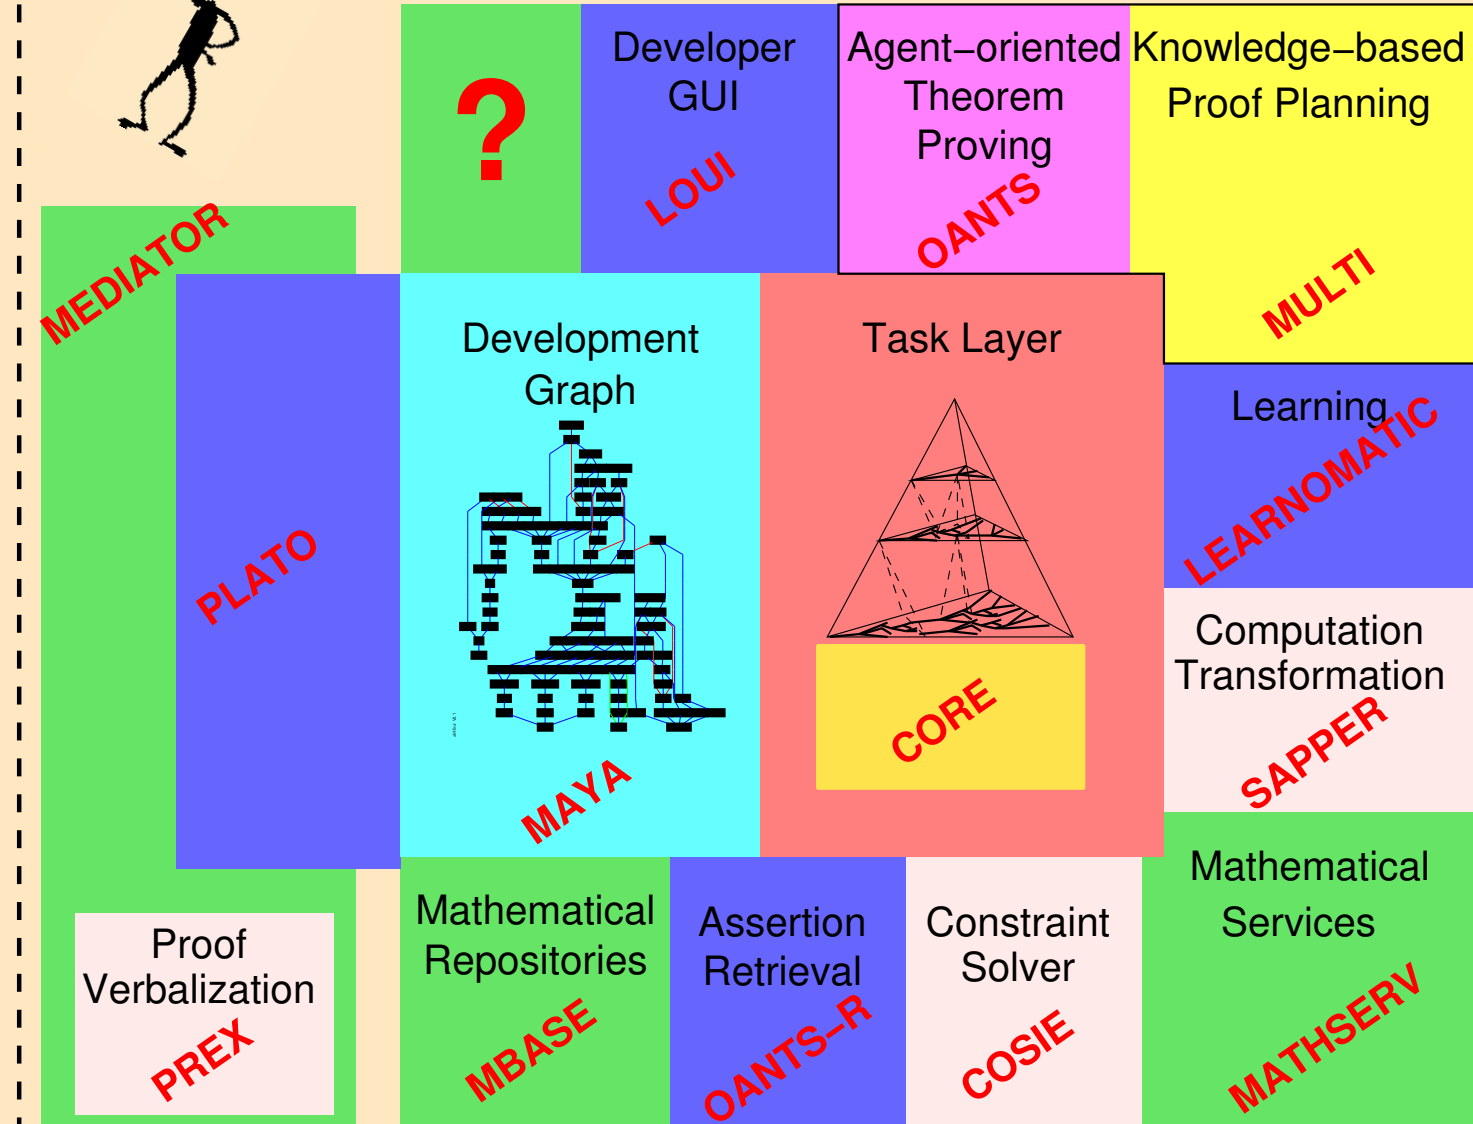 ?
Developer
GUI
LOUI
Agent–oriented
Theorem
Proving
OANTS
Knowledge–based
Proof Planning
MULTI
MEDIATOR
PLATO
Development
Graph
MAYA
Task Layer
CORE
Learning
LEARNOMATIC
Computation
Transformation
SAPPER
Proof
Verbalization
PREX
Mathematical
Repositories
MBASE
Assertion
Retrieval
OANTS–R
Constraint
Solver
COSIE
Mathematical
Services
MATHSERV